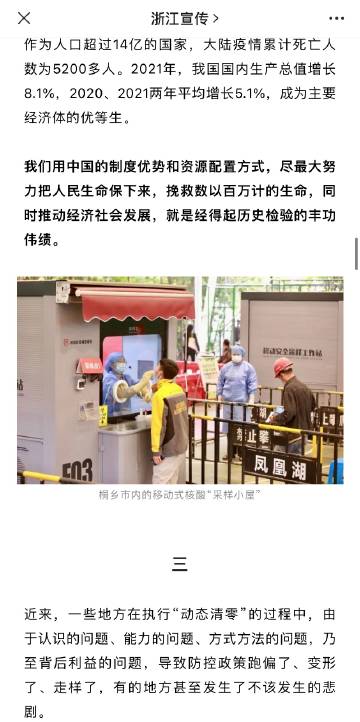 浙江宣传 >
作为人口超过14亿的国家，大陆疫情累计死亡人
数为5200多人。2021年，我国国内生产总值增长
8.1%，2020、2021两年平均增长5.1%，成为主要
经济体的优等生。
我们用中国的制度优势和资源配置方式，尽最大努
力把人民生命保下来，挽救数以百万计的生命，同
时推动经济社会发展，就是经得起历史检验的丰功
伟绩。
移动安全采样工作站
E03
止攀
凤凰湖
桐乡市内的移动式核酸“采样小屋”
三
近来，一些地方在执行“动态清零”的过程中，由
于认识的问题、能力的问题、方式方法的问题，乃
至背后利益的问题，导致防控政策跑偏了、变形
了、走样了，有的地方甚至发生了不该发生的悲
剧。